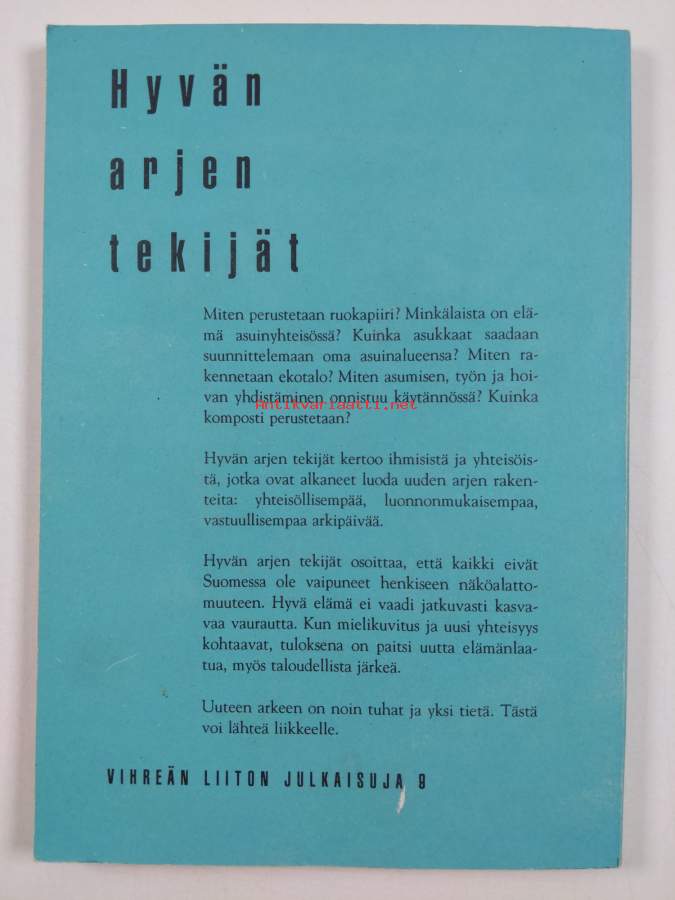 Hyvän
arjen
tekijät
Miten perustetaan ruokapiiri? Minkälaista on elä-
mä asuinyhteisössä? Kuinka asukkaat saadaan
suunnittelemaan oma asuinalueensa? Miten ra-
kennetaan ekotalo? Miten asumisen, työn ja hoi-
van yhdistäminen onnistuu käytännössä? Kuinka
Antikvariaatti.net
komposti perustetaan?
Hyvän arjen tekijät kertoo ihmisistä ja yhteisöis-
tä, jotka ovat alkaneet luoda uuden arjen raken-
teita: yhteisöllisempää, luonnonmukaisempaa,
vastuullisempaa arkipäivää.
Hyvän arjen tekijät osoittaa, että kaikki eivät
Suomessa ole vaipuneet henkiseen näköalatto-
muuteen. Hyvä elämä ei vaadi jatkuvasti kasva-
vaa vaurautta. Kun mielikuvitus ja uusi yhteisyys
kohtaavat, tuloksena on paitsi uutta elämänlaa-
tua, myös taloudellista järkeä.
Uuteen arkeen on noin tuhat ja yksi tietä. Tästä
voi lähteä liikkeelle.
VIHREÄN LIITON JULKAISUJA 9